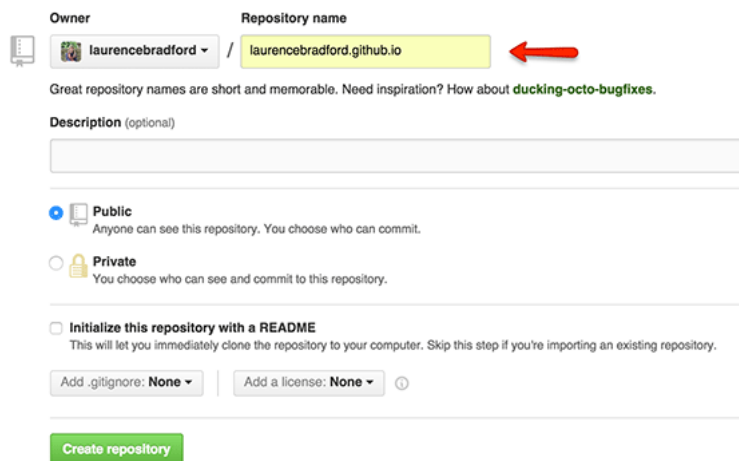 Owner Repository name
laurencebradford / laurencebradford.github.io
Great repository names are short and memorable. Need inspiration? How about ducking-octo-bugfixes.
Description (optional)
Public
Anyone can see this repository. You choose who can commit.
Private
You choose who can see and commit to this repository.
Initialize this repository with a README
This will let you immediately clone the repository to your computer. Skip this step if you're importing an existing repository.
Add .gitignore: None Add a license: None
Create repository